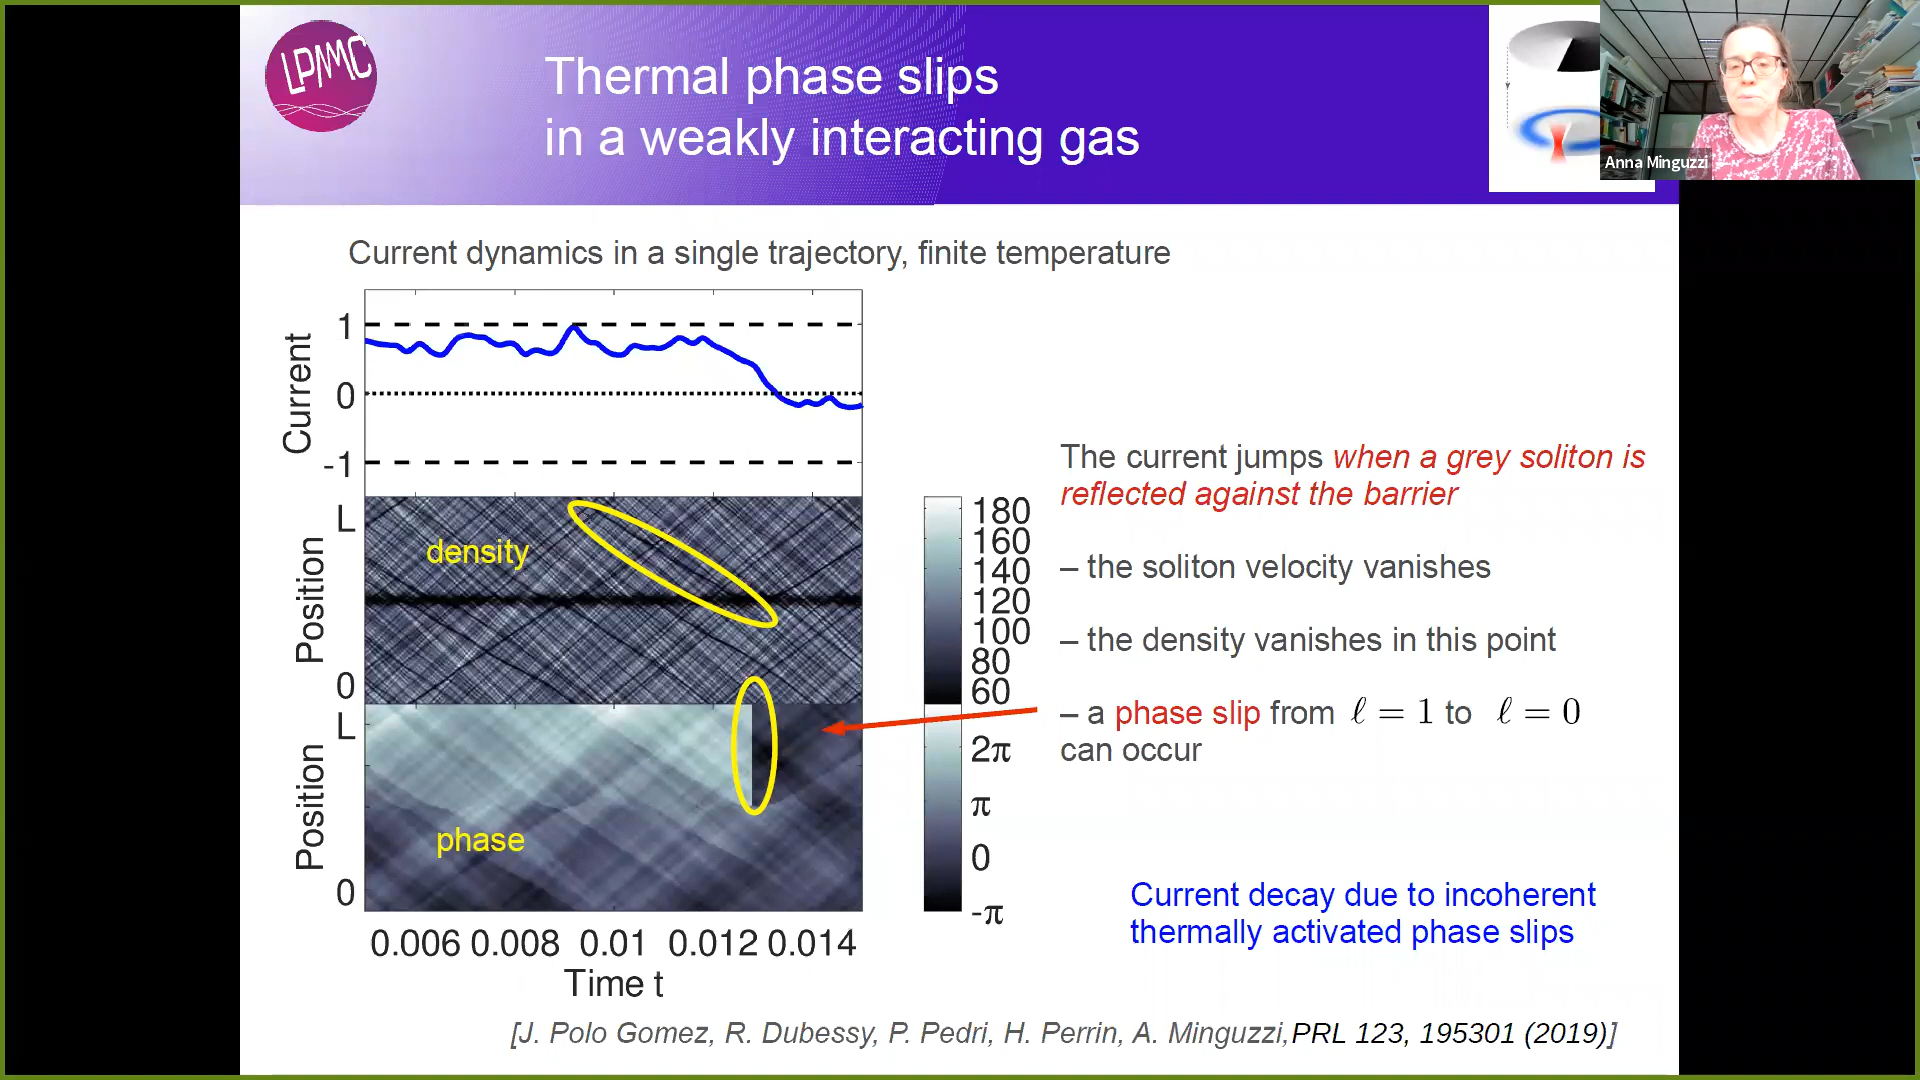 LPMMC
Thermal phase slips
in a weakly interacting gas
Anna Minguzzi
Current dynamics in a single trajectory, finite temperature
Current
1
0
-1
Position
L
0
density
Position
L
0
phase
180
160
140
120
100
80
60
2π
π
0
-π
0.006 0.008 0.01 0.012 0.014
Time t
The current jumps when a grey soliton is
reflected against the barrier
– the soliton velocity vanishes
– the density vanishes in this point
– a phase slip from ℓ = 1 to ℓ = 0
can occur
Current decay due to incoherent
thermally activated phase slips
[J. Polo Gomez, R. Dubessy, P. Pedri, H. Perrin, A. Minguzzi,PRL 123, 195301 (2019)]